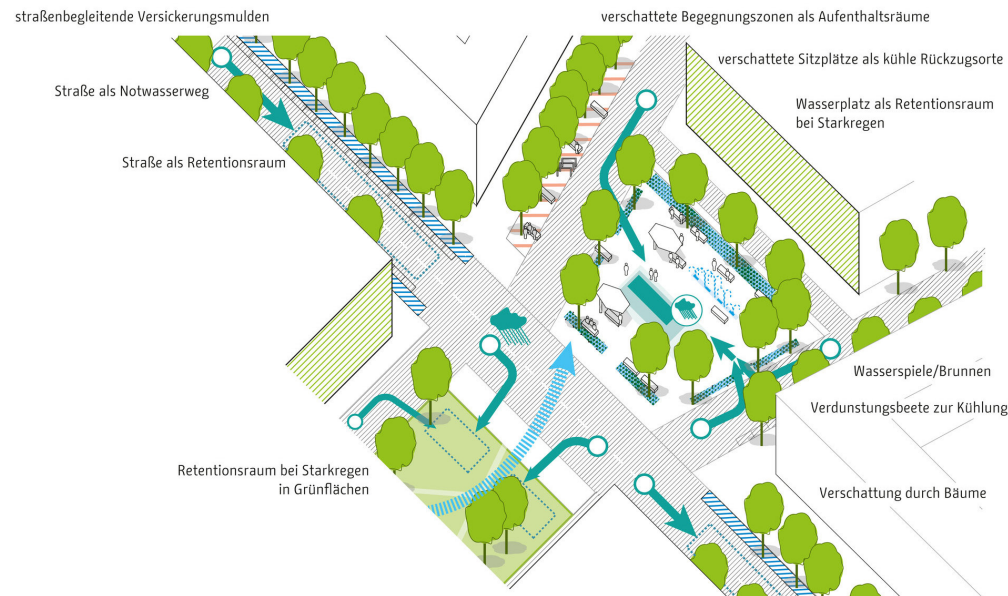 straßenbegleitende Versickerungsmulden
verschattete Begegnungszonen als Aufenthaltsräume
verschattete Sitzplätze als kühle Rückzugsorte
Straße als Notwasserweg
Wasserplatz als Retentionsraum
bei Starkregen
Straße als Retentionsraum
Wasserspiele/Brunnen
Verdunstungsbeete zur Kühlung
Retentionsraum bei Starkregen
in Grünflächen
Verschattung durch Bäume